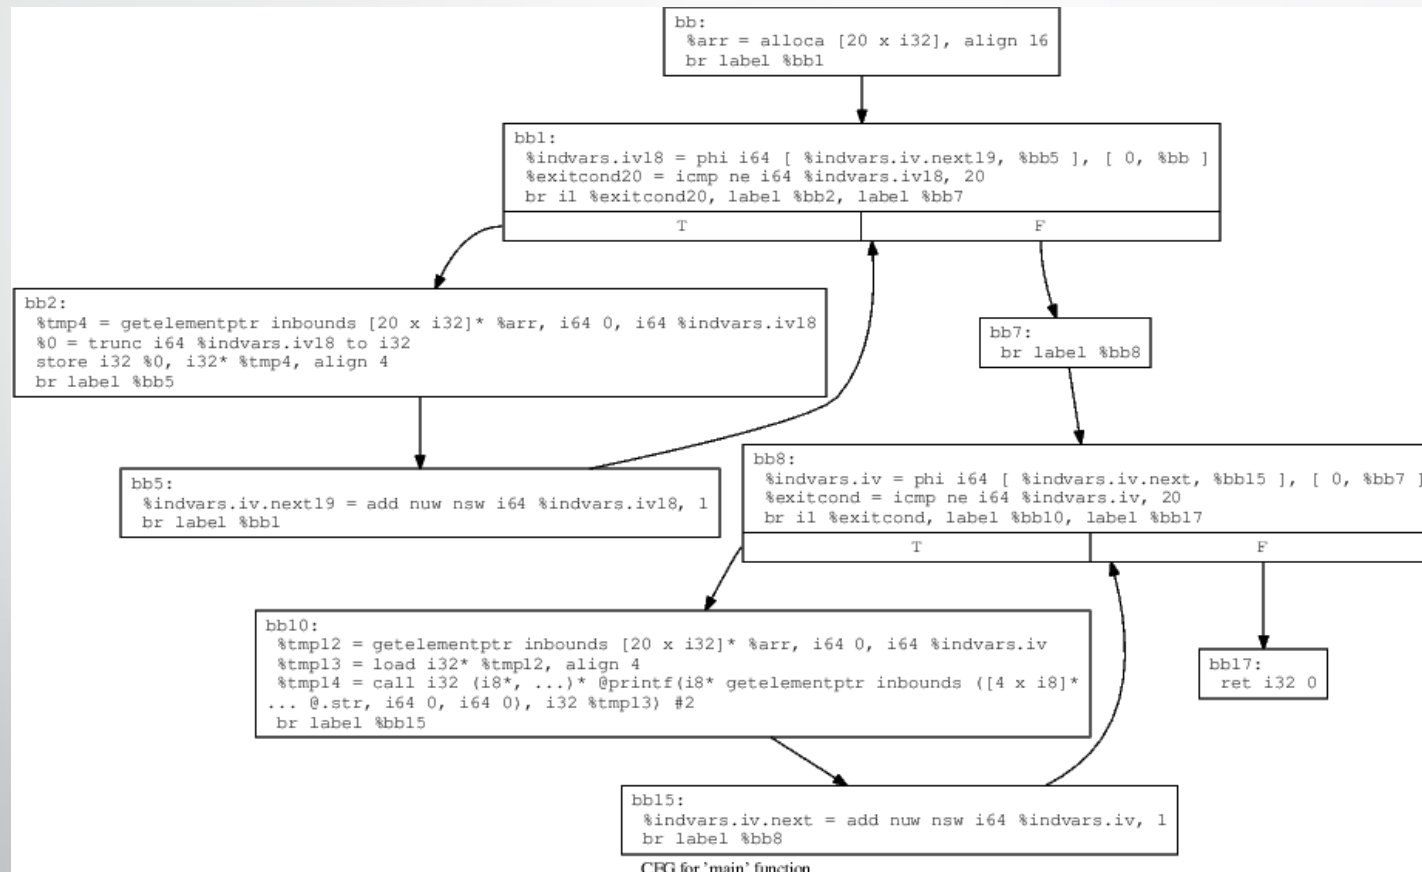 bb:
%arr = alloca [20 x i32], align 16
br label %bb1
bb1:
%indvars.iv18 = phi i64 [ %indvars.iv.next19, %bb5 ], [ 0, %bb ]
%exitcond20 = icmp ne i64 %indvars.iv18, 20
br i1 %exitcond20, label %bb2, label %bb7
T F
bb2:
%tmp4 = getelementptr inbounds [20 x i32]* %arr, i64 0, i64 %indvars.iv18
%0 = trunc i64 %indvars.iv18 to i32
store i32 %0, i32* %tmp4, align 4
br label %bb5
bb7:
br label %bb8
bb5:
%indvars.iv.next19 = add nuw nsw i64 %indvars.iv18, 1
br label %bb1
bb8:
%indvars.iv = phi i64 [ %indvars.iv.next, %bb15 ], [ 0, %bb7 ]
%exitcond = icmp ne i64 %indvars.iv, 20
br i1 %exitcond, label %bb10, label %bb17
T F
bb10:
%tmp12 = getelementptr inbounds [20 x i32]* %arr, i64 0, i64 %indvars.iv
%tmp13 = load i32* %tmp12, align 4
%tmp14 = call i32 (i8*, ...)* @printf(i8* getelementptr inbounds ([4 x i8]*
... @.str, i64 0, i64 0), i32 %tmp13) #2
br label %bb15
bb17:
ret i32 0
bb15:
%indvars.iv.next = add nuw nsw i64 %indvars.iv, 1
br label %bb8
CFG for 'main' function